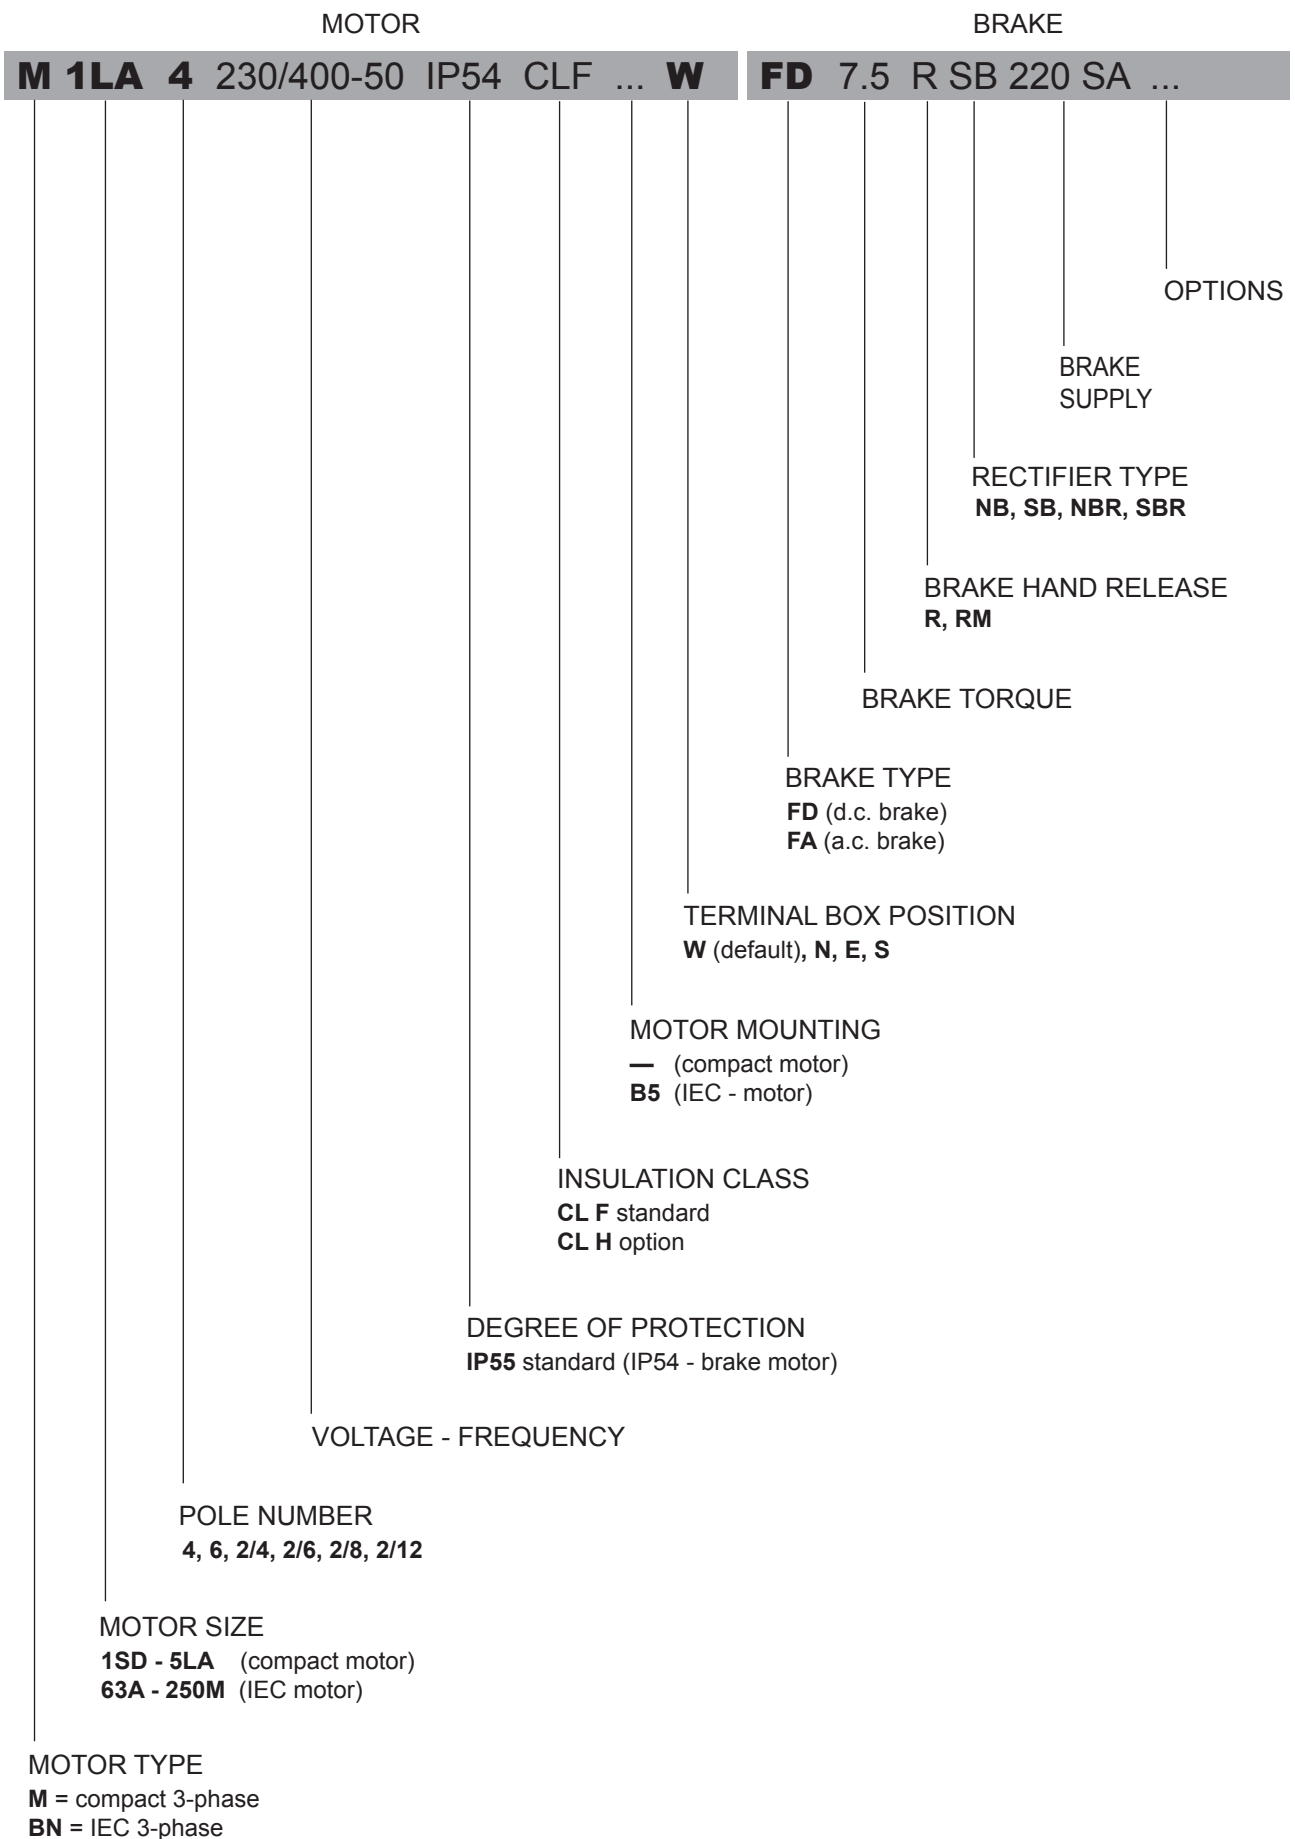 MOTOR BRAKE
M 1LA 4 230/400-50 IP54 CLF ... W FD 7.5 R SB 220 SA ...
OPTIONS
BRAKE
SUPPLY
RECTIFIER TYPE
NB, SB, NBR, SBR
BRAKE HAND RELEASE
R, RM
BRAKE TORQUE
BRAKE TYPE
FD (d.c. brake)
FA (a.c. brake)
TERMINAL BOX POSITION
W (default), N, E, S
MOTOR MOUNTING
— (compact motor)
B5 (IEC - motor)
INSULATION CLASS
CL F standard
CL H option
DEGREE OF PROTECTION
IP55 standard (IP54 - brake motor)
VOLTAGE - FREQUENCY
POLE NUMBER
4, 6, 2/4, 2/6, 2/8, 2/12
MOTOR SIZE
1SD - 5LA (compact motor)
63A - 250M (IEC motor)
MOTOR TYPE
M = compact 3-phase
BN = IEC 3-phase